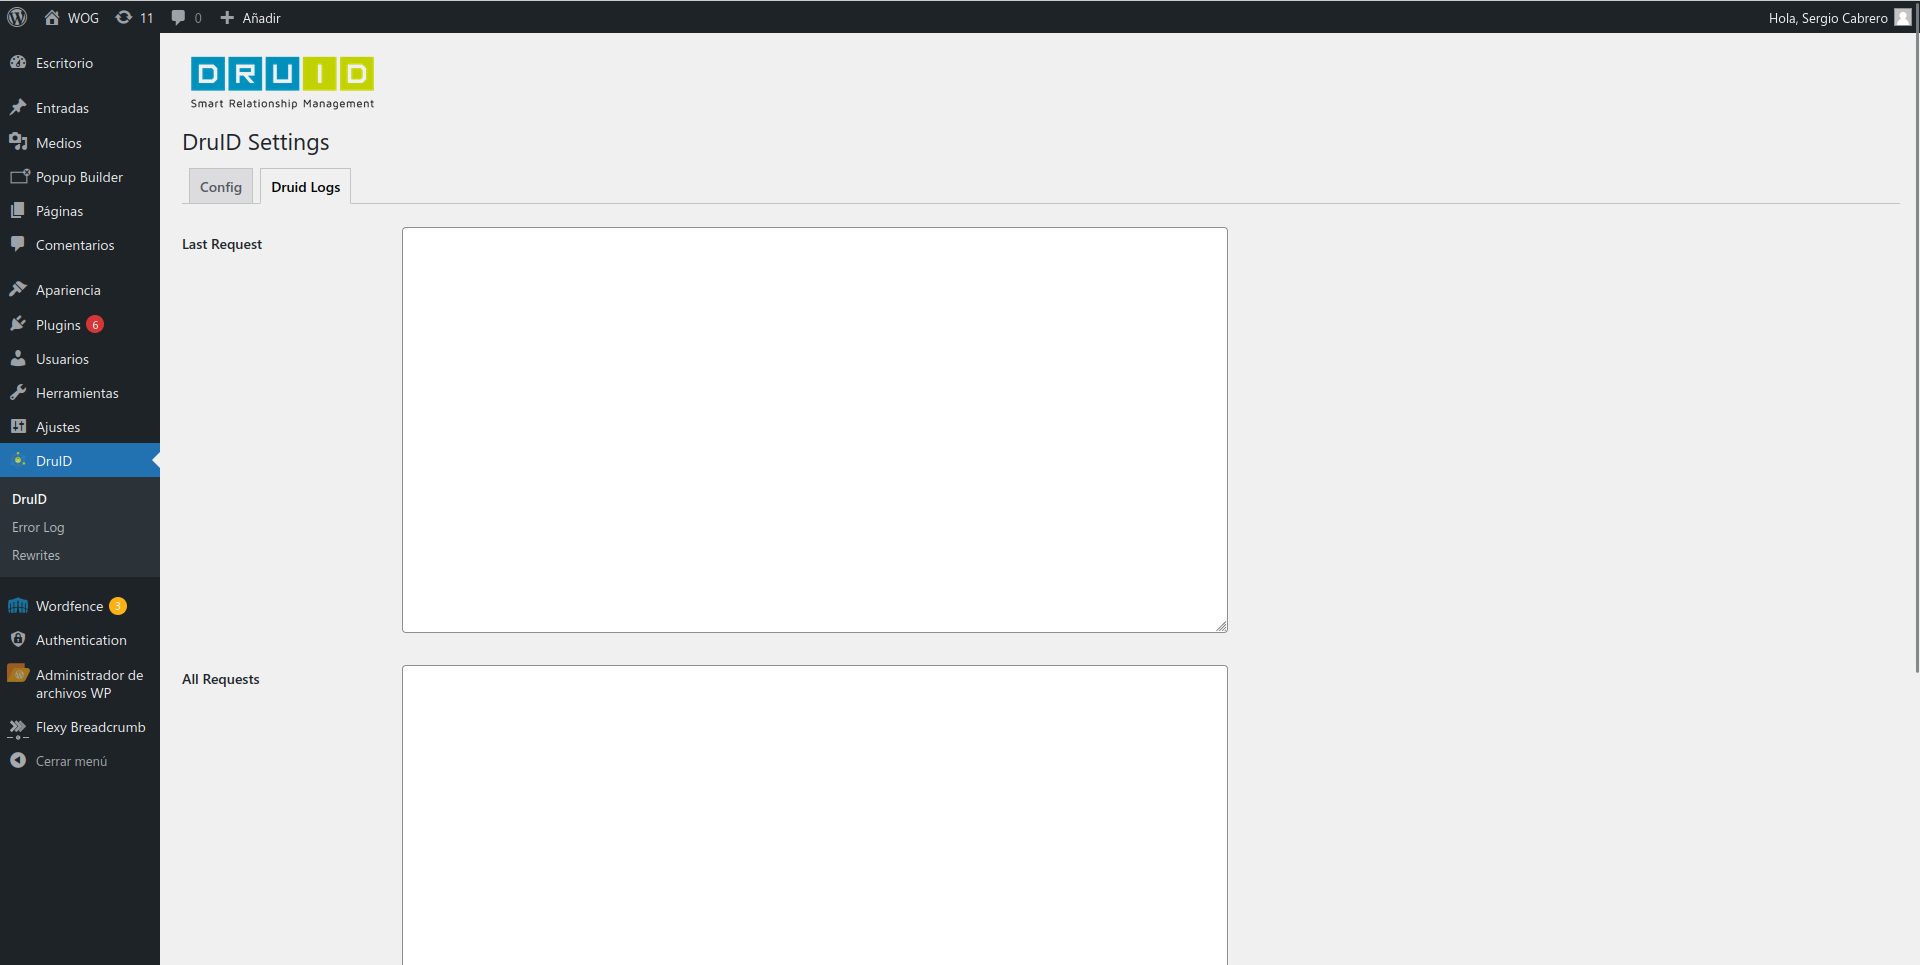 WOG
11
0
Añadir
Hola, Sergio Cabrero
Escritorio
Entradas
Medios
Popup Builder
Páginas
Comentarios
Apariencia
Plugins 6
Usuarios
Herramientas
Ajustes
DruID
DruID
Error Log
Rewrites
Wordfence 3
Authentication
Administrador de
archivos WP
Flexy Breadcrumb
Cerrar menú
DRUID
Smart Relationship Management
DruID Settings
Config
Druid Logs
Last Request
All Requests